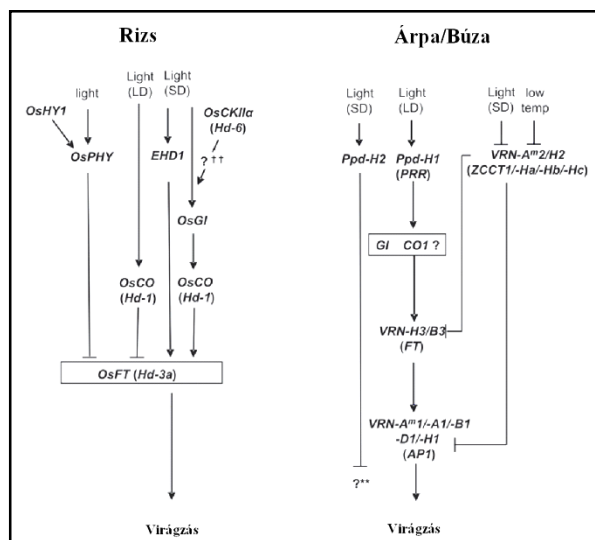 Rizs
light
Light
(LD)
Light
(SD)
OsHY1
OsCKIIα
(Hd-6)
OsPHY
EHD1
? ††
OsGI
OsCO
(Hd-1)
OsCO
(Hd-1)
OsFT (Hd-3a)
Virágzás
Árpa/Búza
Light
(SD)
Light
(LD)
Light
(SD)
low
temp
Ppd-H2
Ppd-H1
(PRR)
VRN-Aᵐ2/H2
(ZCCT1/-Ha/-Hb/-Hc)
GI CO1 ?
VRN-H3/B3
(FT)
VRN-Aᵐ1/-A1/-B1
-D1/-H1
(AP1)
?**
Virágzás